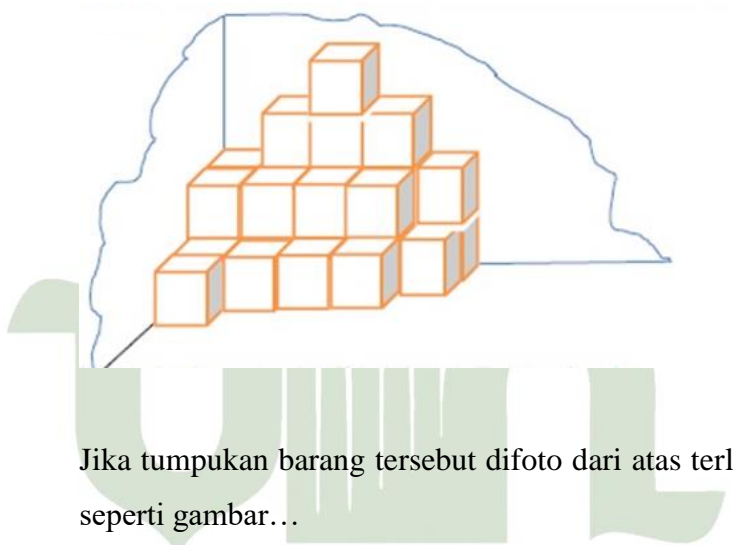 Jika tumpukan barang tersebut difoto dari atas terl
seperti gambar…